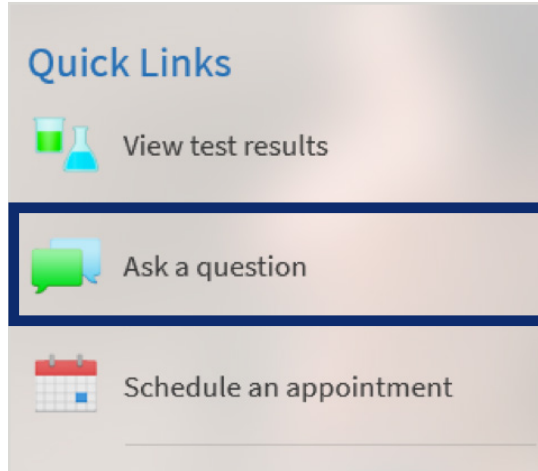 Quick Links
View test results
Ask a question
Schedule an appointment